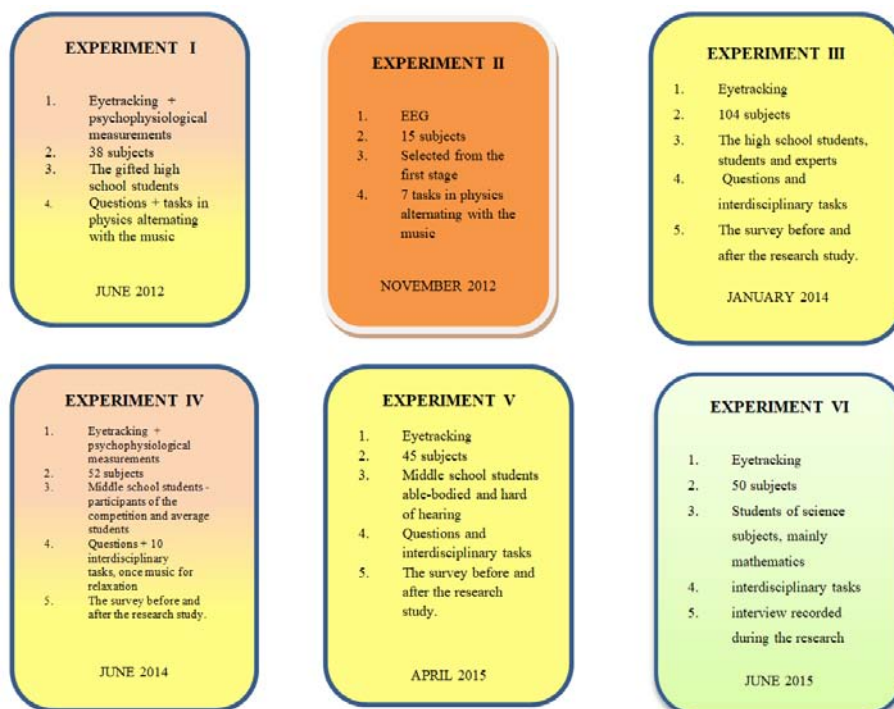 EXPERIMENT I
1. Eyetracking +
psychophysiological
measurements
2. 38 subjects
3. The gifted high
school students
4. Questions + tasks in
physics alternating
with the music
JUNE 2012
EXPERIMENT II
1. EEG
2. 15 subjects
3. Selected from the
first stage
4. 7 tasks in physics
alternating with the
music
NOVEMBER 2012
EXPERIMENT III
1. Eyetracking
2. 104 subjects
3. The high school students,
students and experts
4. Questions and
interdisciplinary tasks
5. The survey before and
after the research study.
JANUARY 2014
EXPERIMENT IV
1. Eyetracking +
psychophysiological
measurements
2. 52 subjects
3. Middle school students -
participants of the
competition and average
students
4. Questions + 10
interdisciplinary
tasks, once music for
relaxation
5. The survey before and
after the research study.
JUNE 2014
EXPERIMENT V
1. Eyetracking
2. 45 subjects
3. Middle school students
able-bodied and hard
of hearing
4. Questions and
interdisciplinary tasks
5. The survey before and
after the research
study.
APRIL 2015
EXPERIMENT VI
1. Eyetracking
2. 50 subjects
3. Students of science
subjects, mainly
mathematics
4. interdisciplinary tasks
5. interview recorded
during the research
JUNE 2015